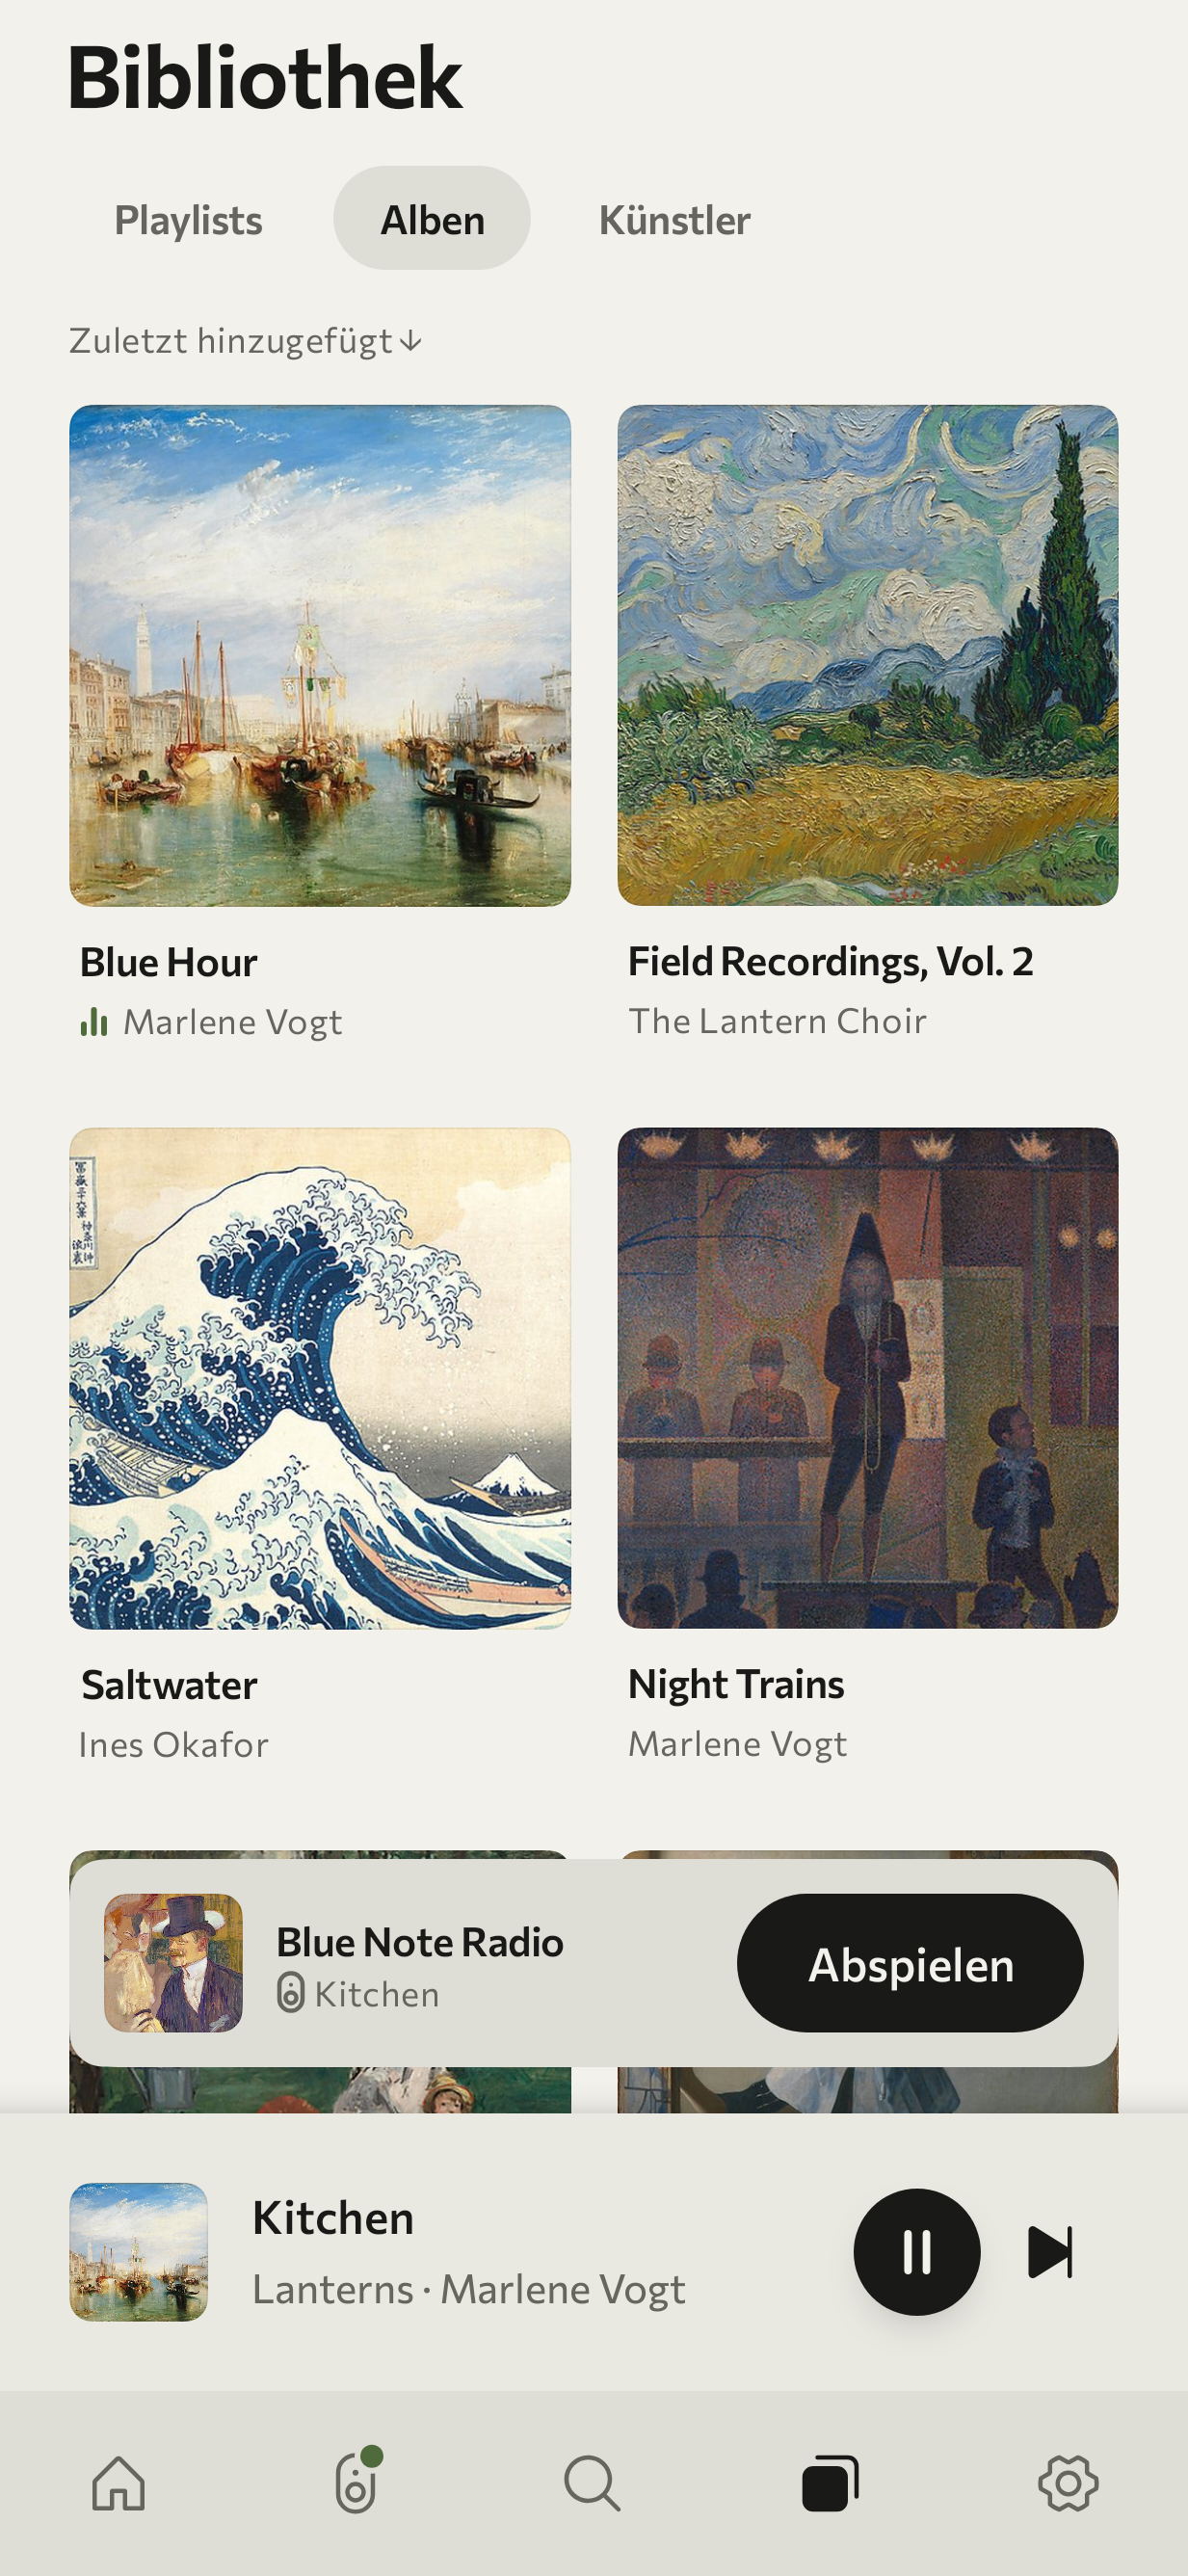 Bibliothek
Playlists Alben Künstler
Zuletzt hinzugefügt ↓
Blue Hour
Marlene Vogt
Field Recordings, Vol. 2
The Lantern Choir
Saltwater
Ines Okafor
Night Trains
Marlene Vogt
Blue Note Radio
Kitchen
Abspielen
Kitchen
Lanterns · Marlene Vogt